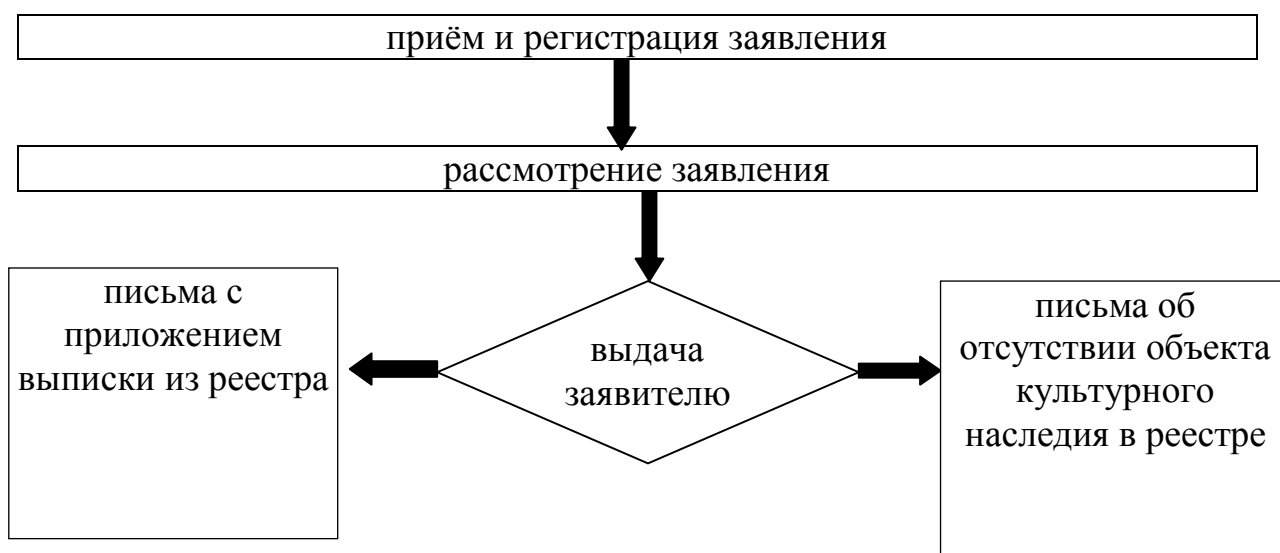 приём и регистрация заявления
рассмотрение заявления
письма с
приложением
выписки из реестра
выдача
заявителю
письма об
отсутствии объекта
культурного
наследия в реестре